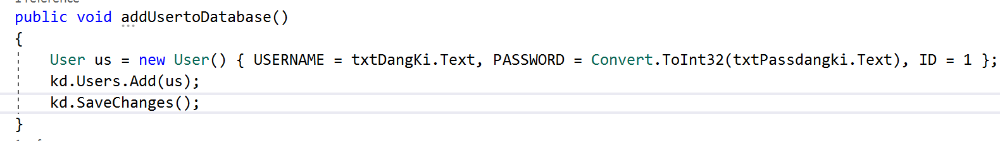 public void addUsertoDatabase()
{
User us = new User() { USERNAME = txtDangKi.Text, PASSWORD = Convert.ToInt32(txtPassdangki.Text), ID = 1 };
kd.Users.Add(us);
kd.SaveChanges();
}